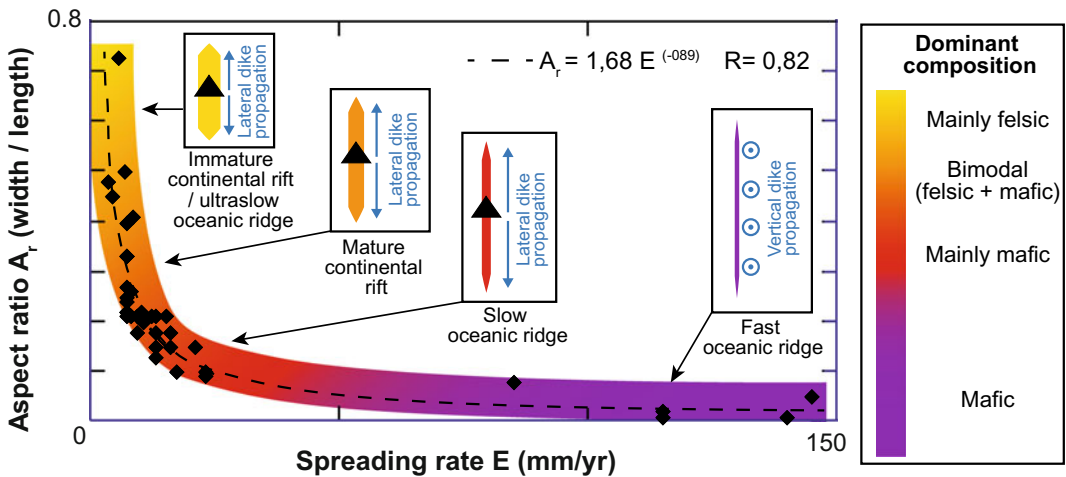 0.8
Aspect ratio Ar (width / length)
Ar = 1,68 E (-089) R= 0,82
Lateral dike
propagation
Immature
continental rift
/ ultraslow
oceanic ridge
Lateral dike
propagation
Mature
continental
rift
Lateral dike
propagation
Slow
oceanic ridge
Vertical dike
propagation
Fast
oceanic ridge
0
150
Spreading rate E (mm/yr)
Dominant
composition
Mainly felsic
Bimodal
(felsic + mafic)
Mainly mafic
Mafic